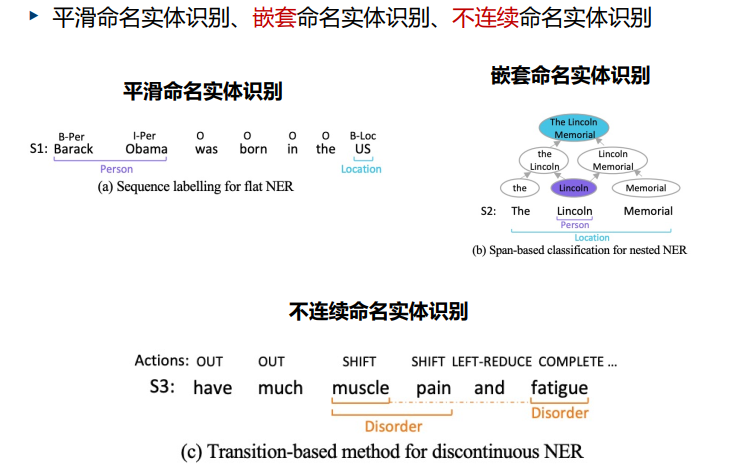 ▸ 平滑命名实体识别、嵌套命名实体识别、不连续命名实体识别
平滑命名实体识别
B-Per I-Per O O O O B-Loc
S1: Barack Obama was born in the US
Person Location
(a) Sequence labelling for flat NER
嵌套命名实体识别
The Lincoln
Memorial
the
Lincoln
Lincoln
Memorial
the Lincoln Memorial
S2: The Lincoln Memorial
Person
Location
(b) Span-based classification for nested NER
不连续命名实体识别
Actions: OUT OUT SHIFT SHIFT LEFT-REDUCE COMPLETE ...
S3: have much muscle pain and fatigue
Disorder
Disorder
(c) Transition-based method for discontinuous NER